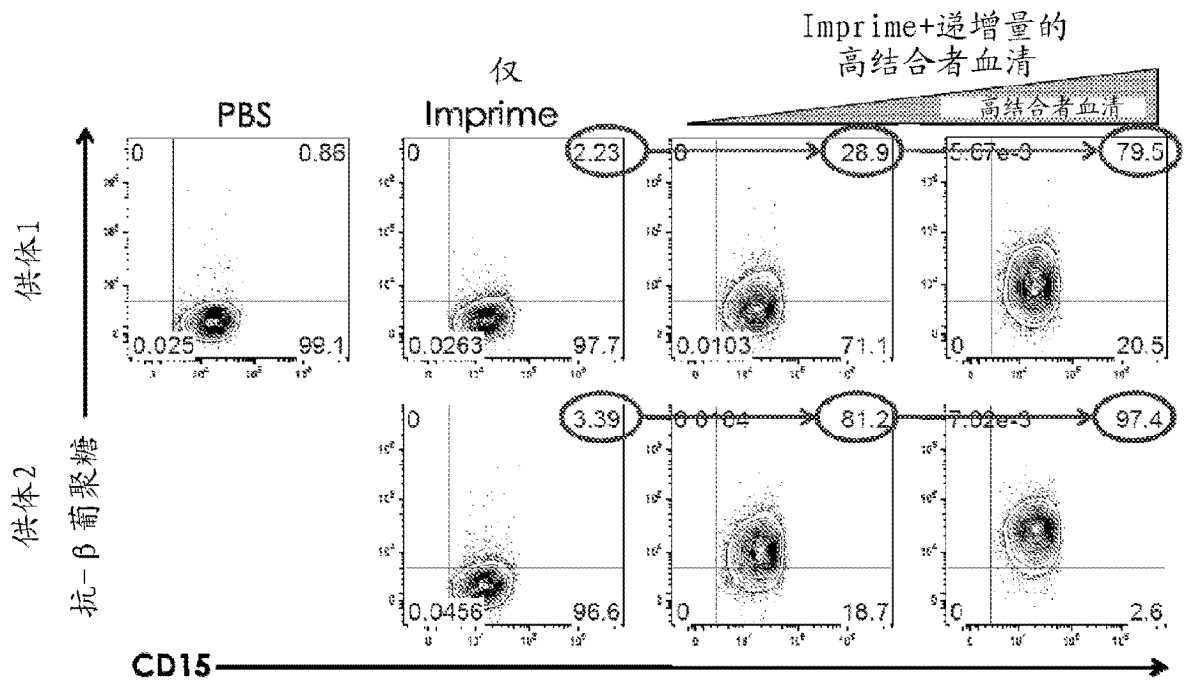 Imprime+递增量的
高结合者血清
仅
PBS
Imprime
高结合者血清
0 0.86
0 2.23
0 28.9
5.67e-3 79.5
供体1
0.025 99.1
0.0263 97.7
0.0103 71.1
0 20.5
0 3.39
81.2
7.02e-3 97.4
供体2
抗-β葡聚糖
0.0456 96.6
0 18.7
0 2.6
CD15